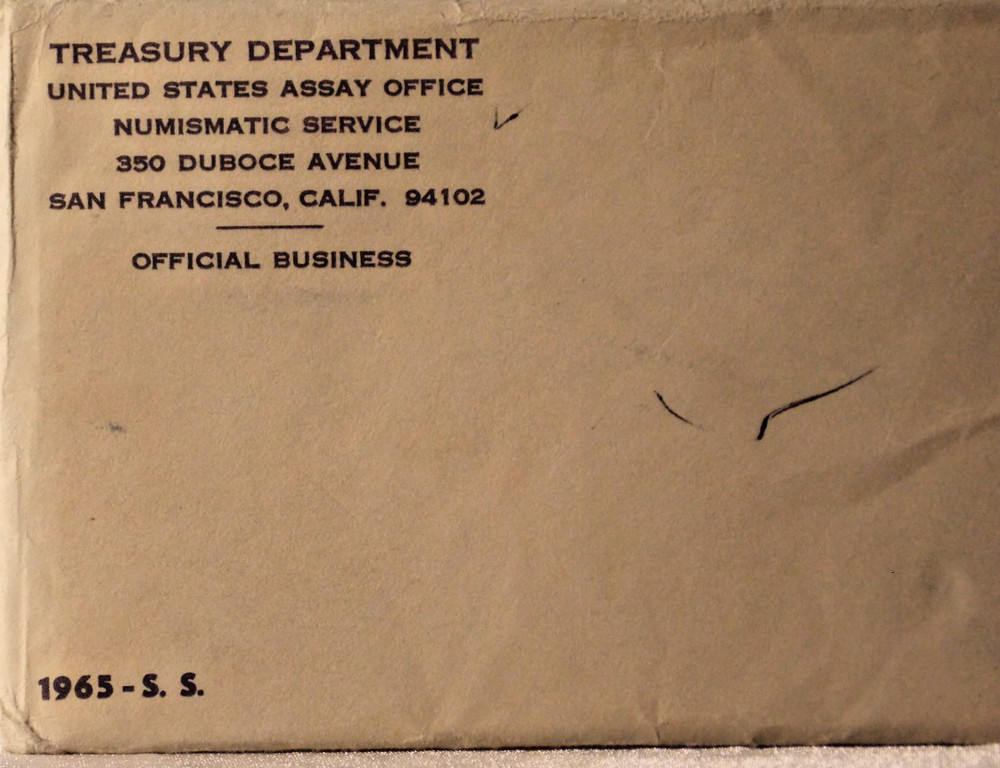 TREASURY DEPARTMENT
UNITED STATES ASSAY OFFICE
NUMISMATIC SERVICE
350 DUBOCE AVENUE
SAN FRANCISCO, CALIF. 94102
OFFICIAL BUSINESS
1965 - S. S.